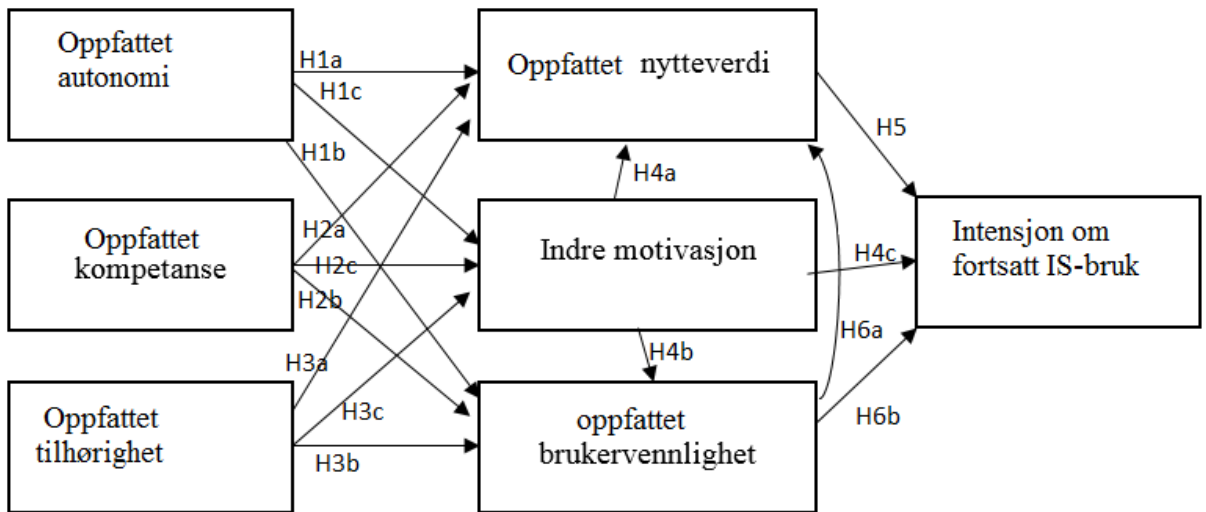 Oppfattet
autonomi
Oppfattet nytteverdi
H1a
H1c
H1b
H5
H4a
Oppfattet
kompetanse
H2a
H2c
H2b
Indre motivasjon
H4c
Intensjon om
fortsatt IS-bruk
H4b
H6a
H3a
Oppfattet
tilhørighet
H3c
H3b
oppfattet
brukervennlighet
H6b